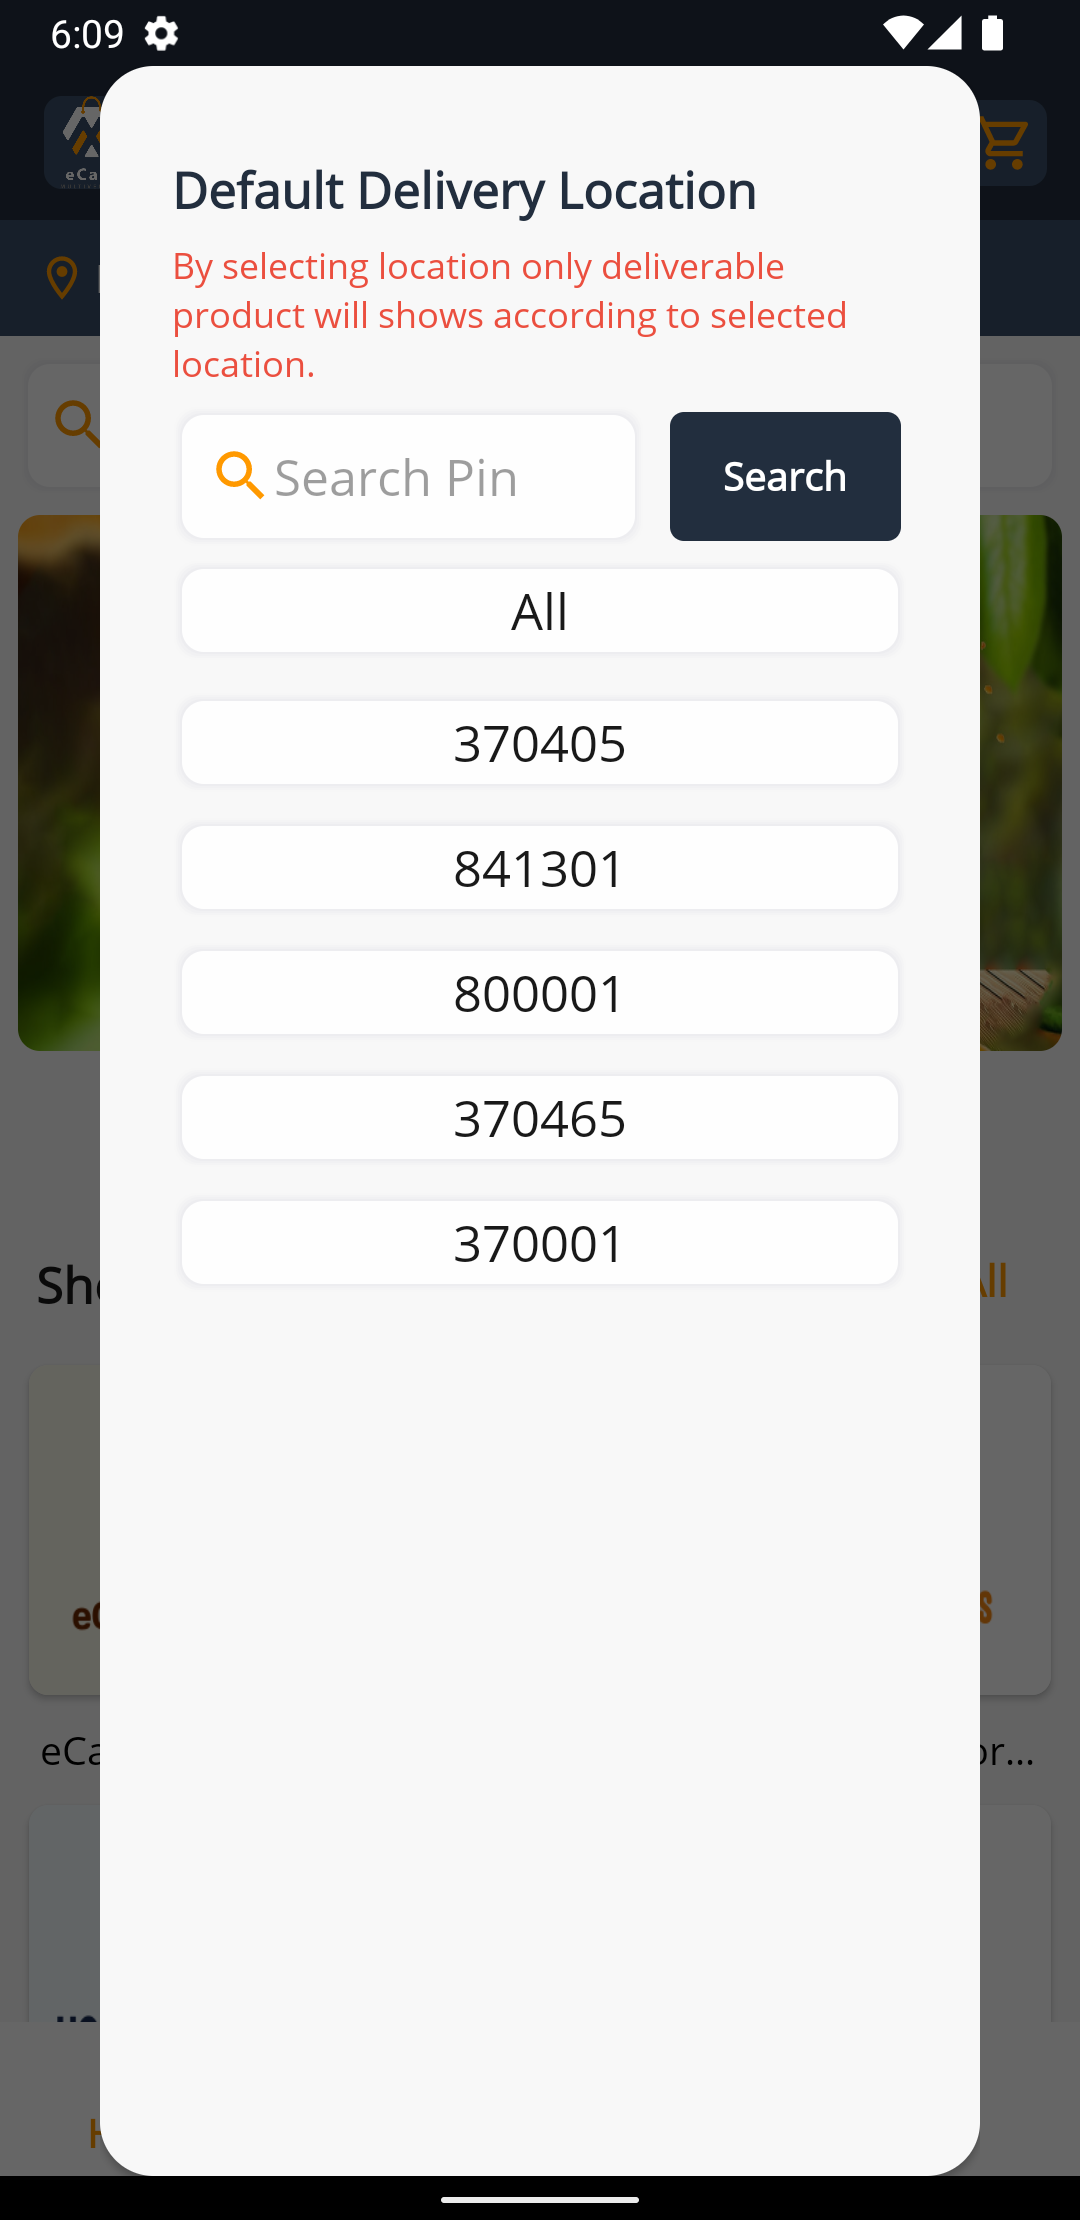 6:09
Default Delivery Location
By selecting location only deliverable
product will shows according to selected
location.
Search Pin
Search
All
370405
841301
800001
370465
370001